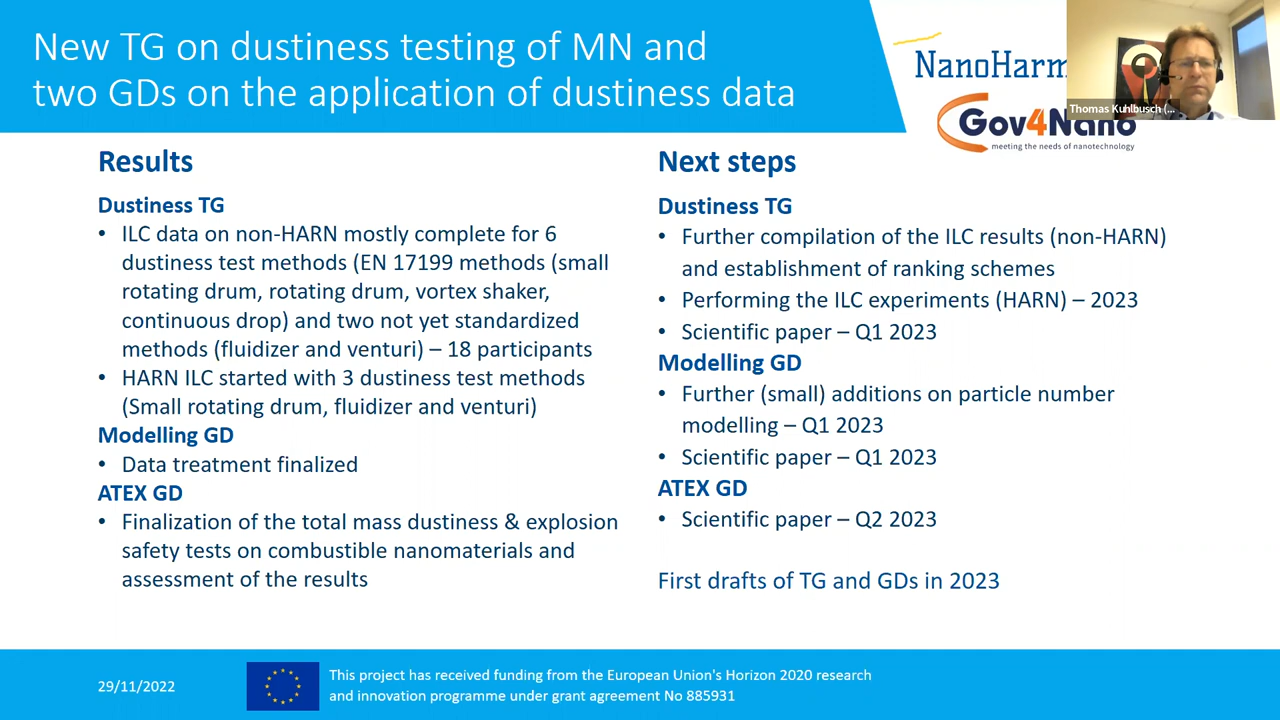 New TG on dustiness testing of MN and
two GDs on the application of dustiness data
NanoHarm
Thomas Kuhlbusch (...
Gov4Nano
meeting the needs of nanotechnology
Results
Dustiness TG
• ILC data on non-HARN mostly complete for 6
dustiness test methods (EN 17199 methods (small
rotating drum, rotating drum, vortex shaker,
continuous drop) and two not yet standardized
methods (fluidizer and venturi) – 18 participants
• HARN ILC started with 3 dustiness test methods
(Small rotating drum, fluidizer and venturi)
Modelling GD
• Data treatment finalized
ATEX GD
• Finalization of the total mass dustiness & explosion
safety tests on combustible nanomaterials and
assessment of the results
Next steps
Dustiness TG
• Further compilation of the ILC results (non-HARN)
and establishment of ranking schemes
• Performing the ILC experiments (HARN) – 2023
• Scientific paper – Q1 2023
Modelling GD
• Further (small) additions on particle number
modelling – Q1 2023
• Scientific paper – Q1 2023
ATEX GD
• Scientific paper – Q2 2023
First drafts of TG and GDs in 2023
29/11/2022
This project has received funding from the European Union's Horizon 2020 research
and innovation programme under grant agreement No 885931